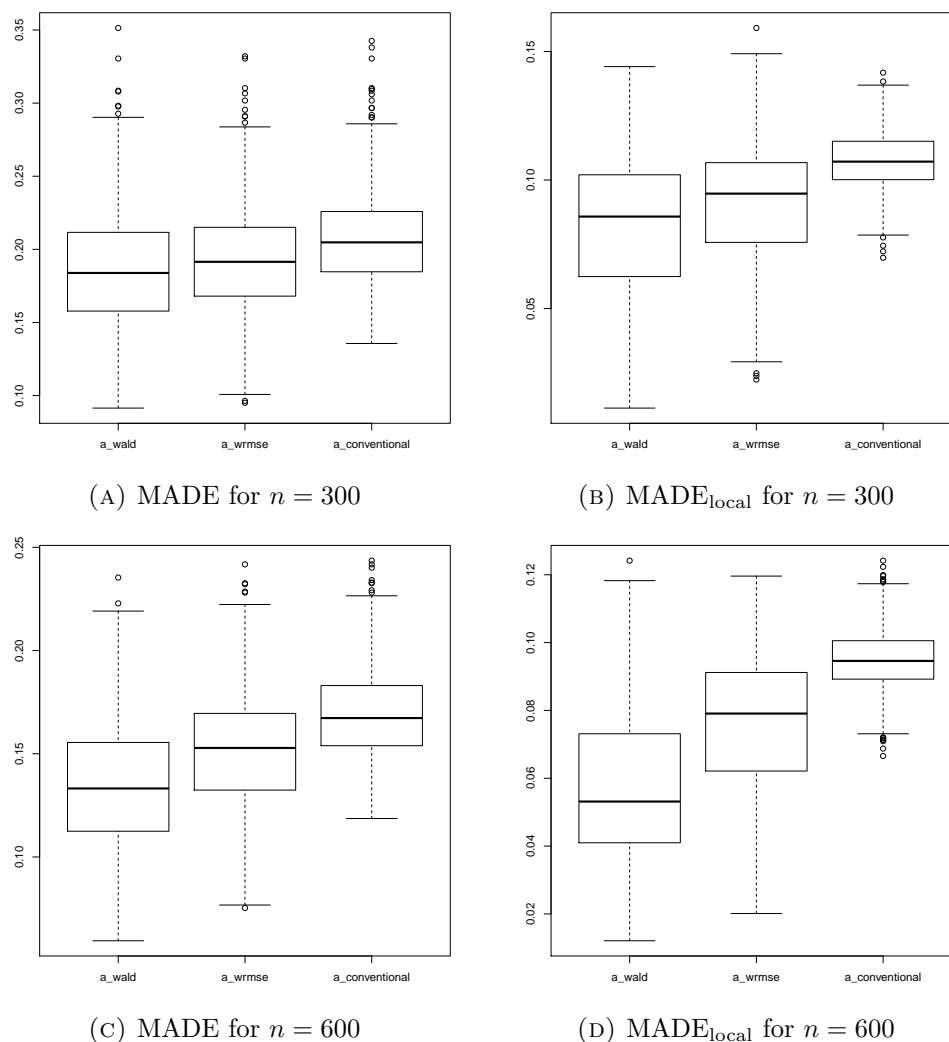 0.35
0.30
0.25
0.20
0.15
0.10
a_wald a_wrmse a_conventional
(A) MADE for n = 300
0.15
0.10
0.05
a_wald a_wrmse a_conventional
(B) MADE_local for n = 300
0.25
0.20
0.15
0.10
a_wald a_wrmse a_conventional
(C) MADE for n = 600
0.12
0.10
0.08
0.06
0.04
0.02
a_wald a_wrmse a_conventional
(D) MADE_local for n = 600